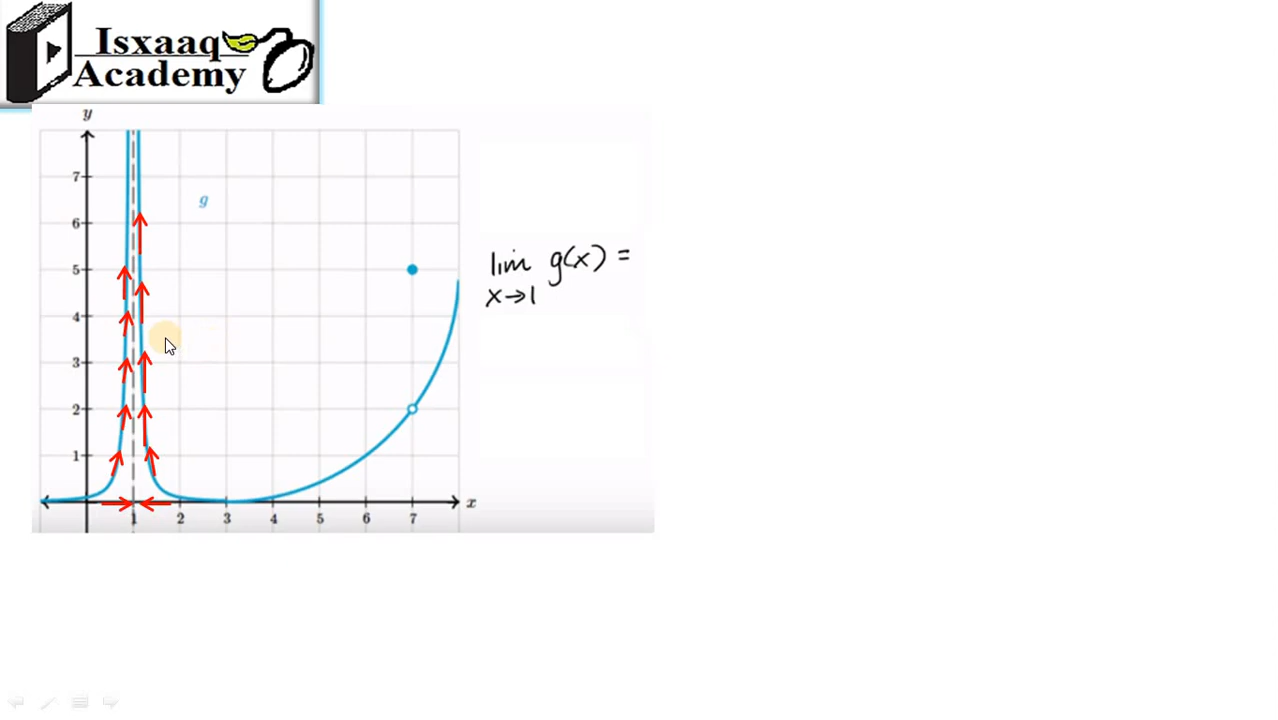 Isxaaq
Academy
y
7
6
5
4
3
2
1
g
1 2 3 4 5 6 7 x
lim g(x) =
x→1